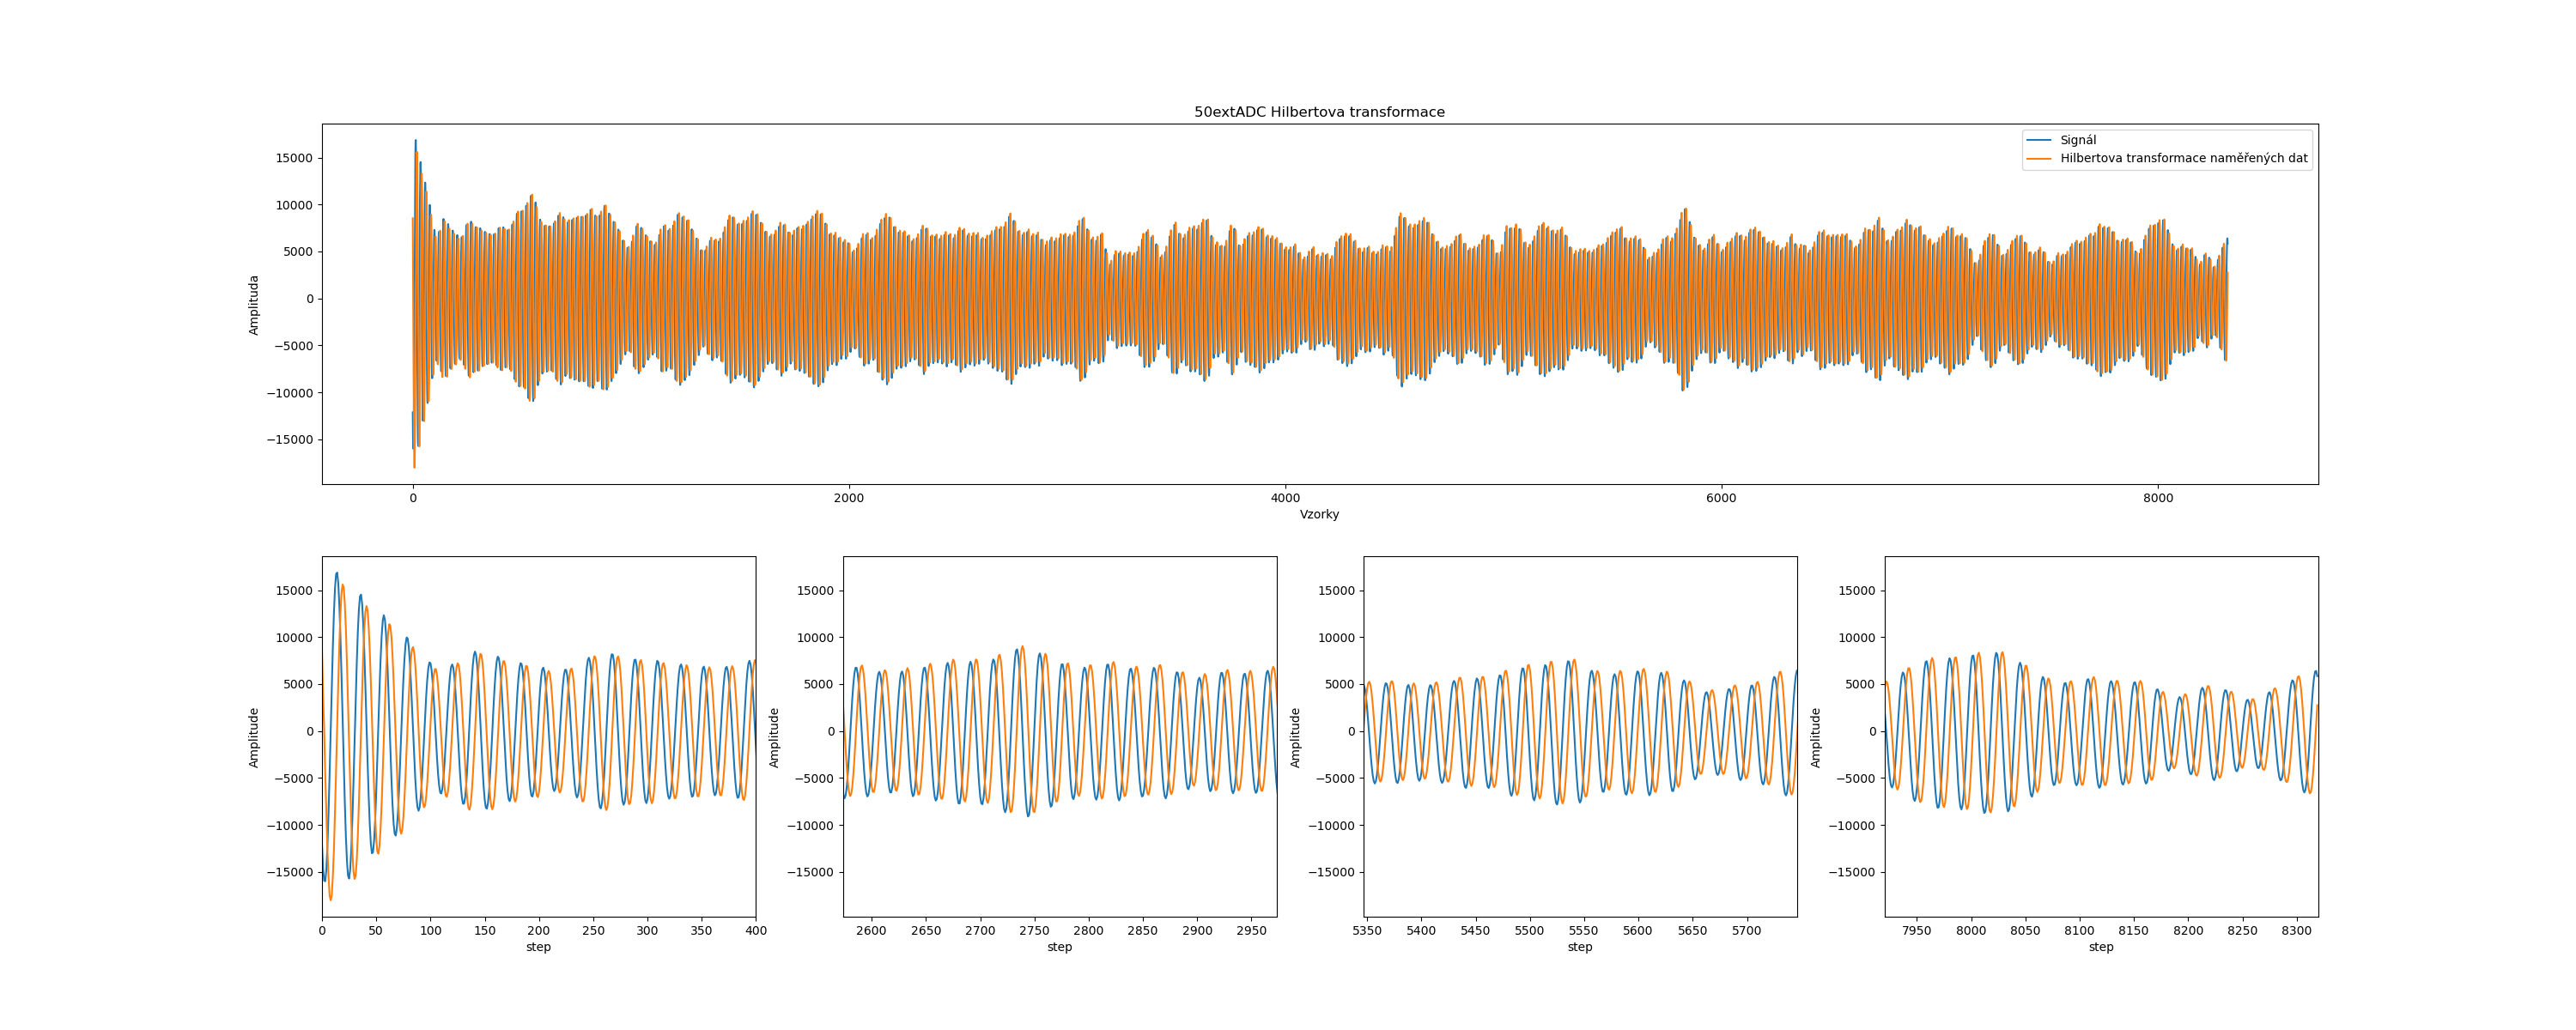 50extADC Hilbertova transformace
Signál
Hilbertova transformace naměřených dat
15000
10000
5000
0
−5000
−10000
−15000
Amplituda
0 2000 4000 6000 8000
Vzorky
15000
10000
5000
0
−5000
−10000
−15000
Amplitude
0 50 100 150 200 250 300 350 400
step
15000
10000
5000
0
−5000
−10000
−15000
Amplitude
2600 2650 2700 2750 2800 2850 2900 2950
step
15000
10000
5000
0
−5000
−10000
−15000
Amplitude
5350 5400 5450 5500 5550 5600 5650 5700
step
15000
10000
5000
0
−5000
−10000
−15000
Amplitude
7950 8000 8050 8100 8150 8200 8250 8300
step